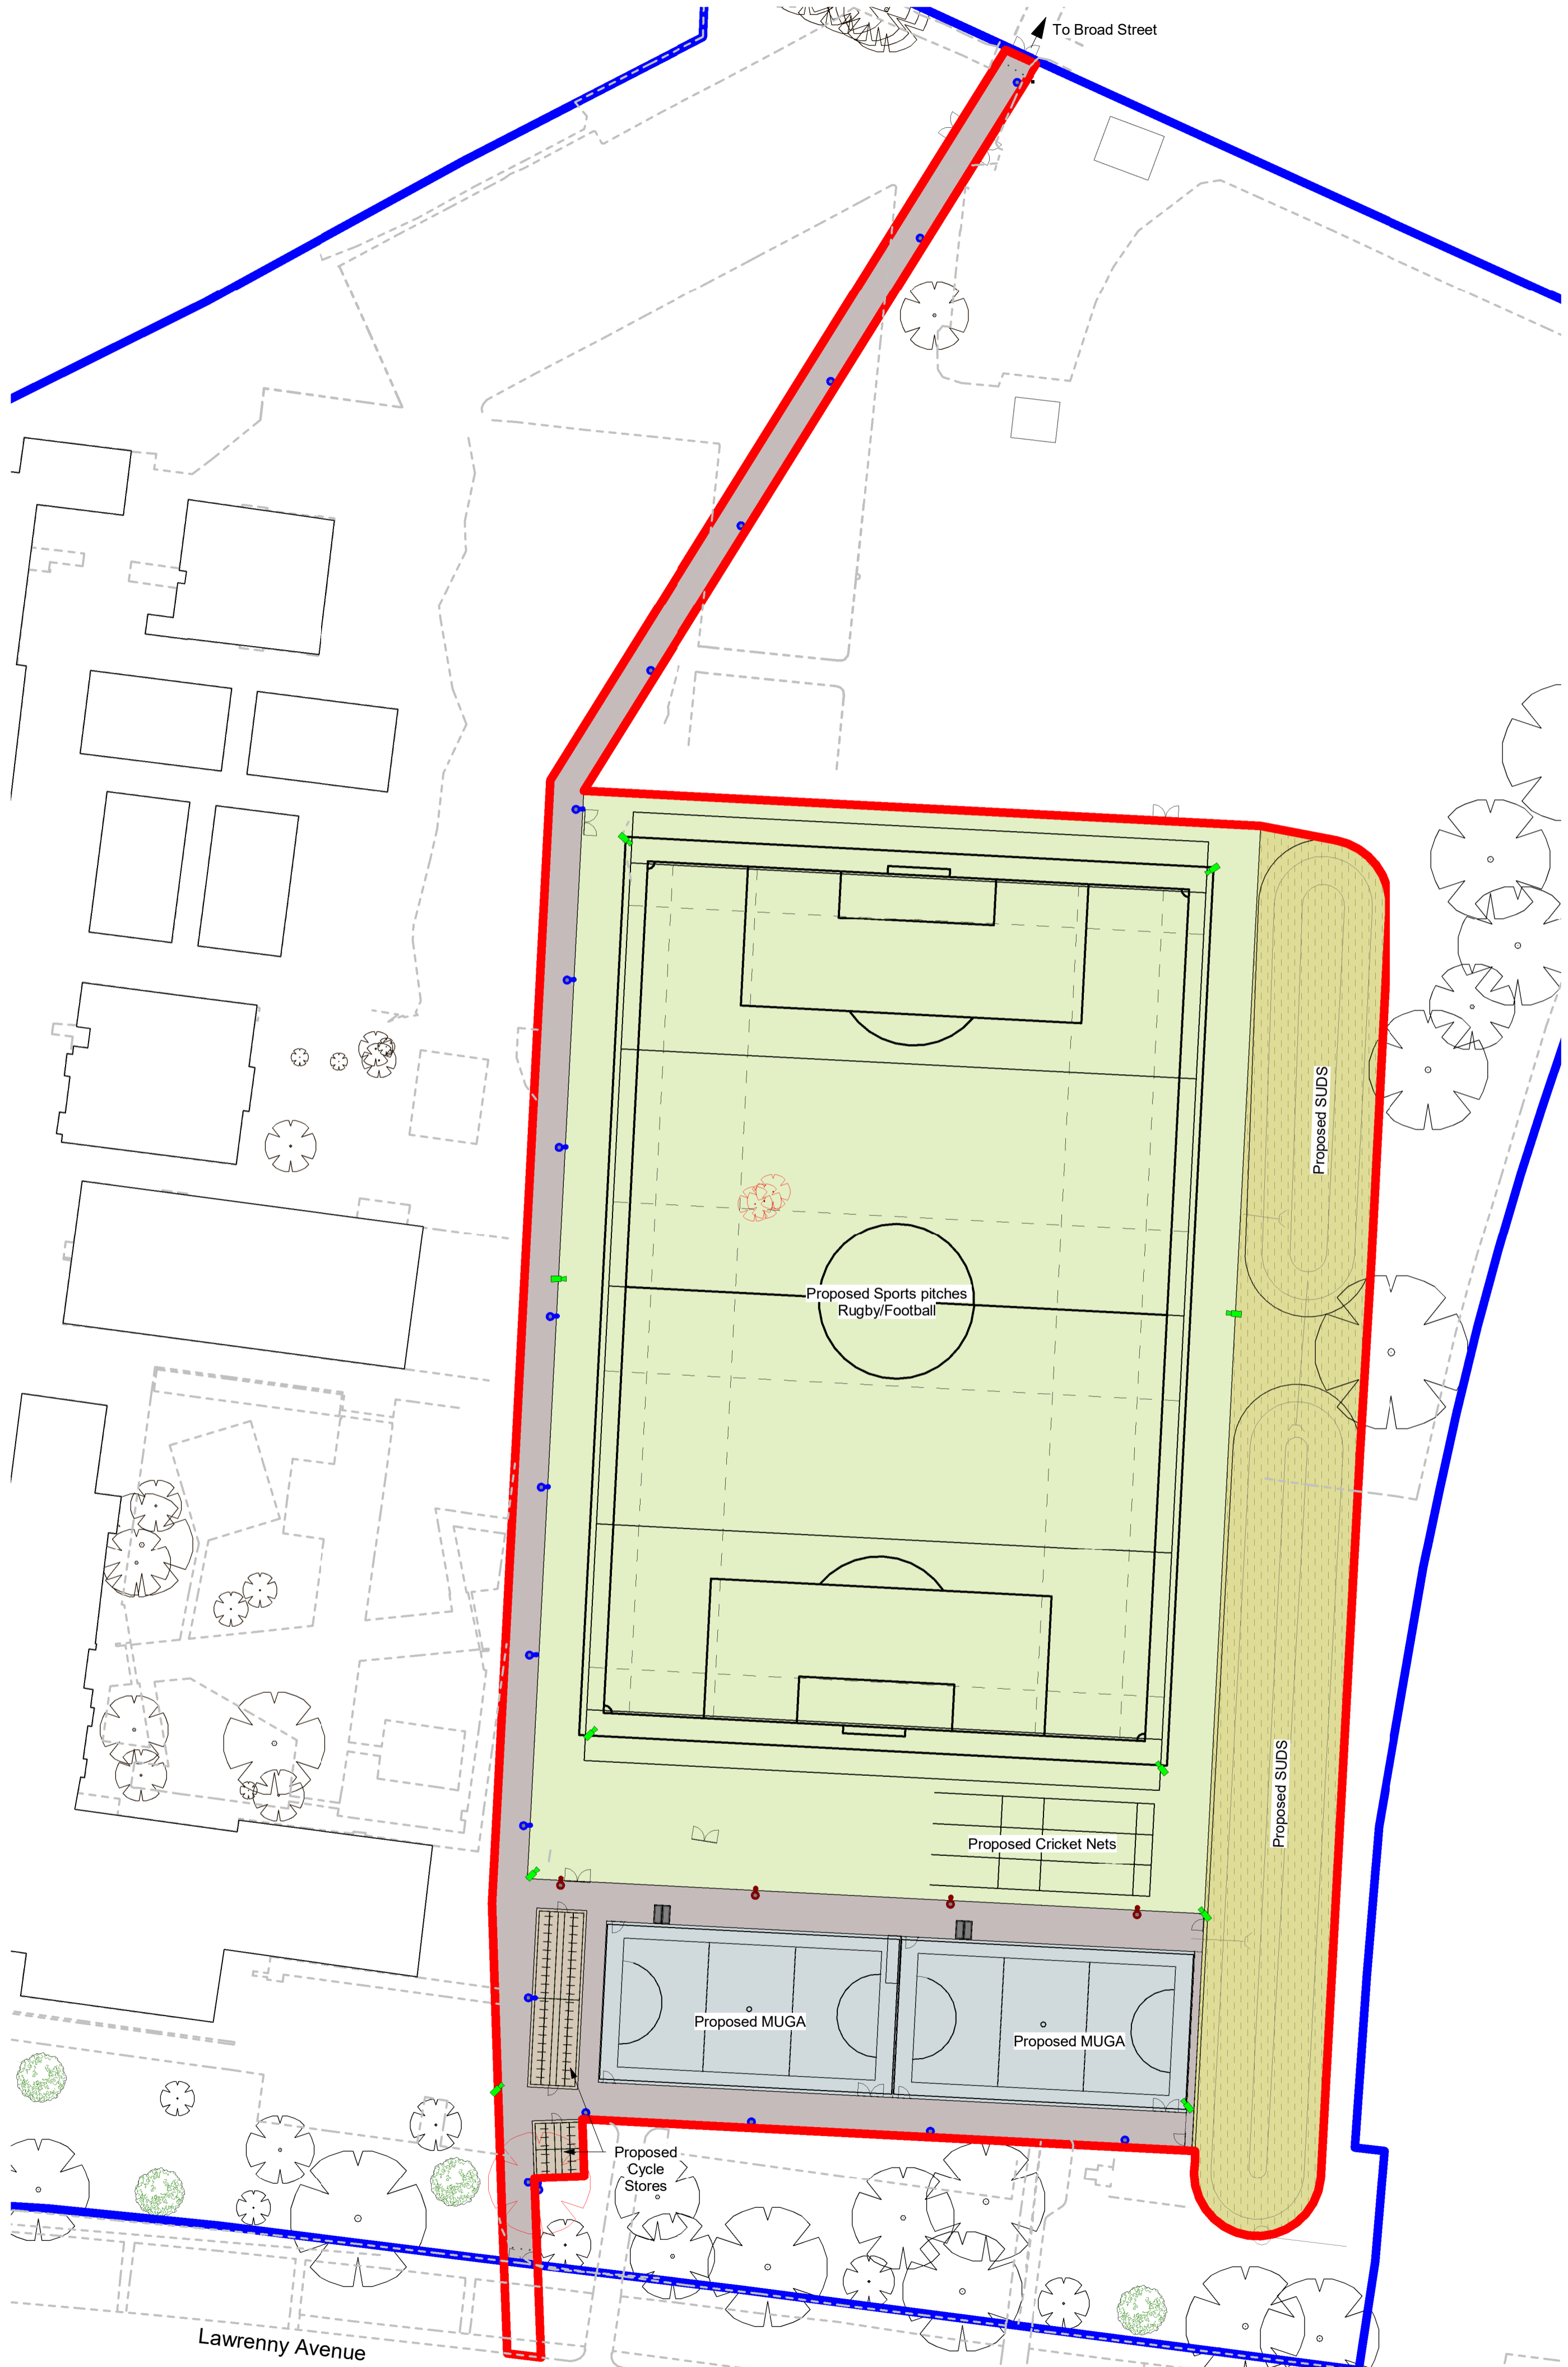 To Broad Street
Proposed SUDS
Proposed Sports pitches
Rugby/Football
Proposed SUDS
Proposed Cricket Nets
Proposed MUGA
Proposed MUGA
Proposed
Cycle
Stores
Lawrenny Avenue